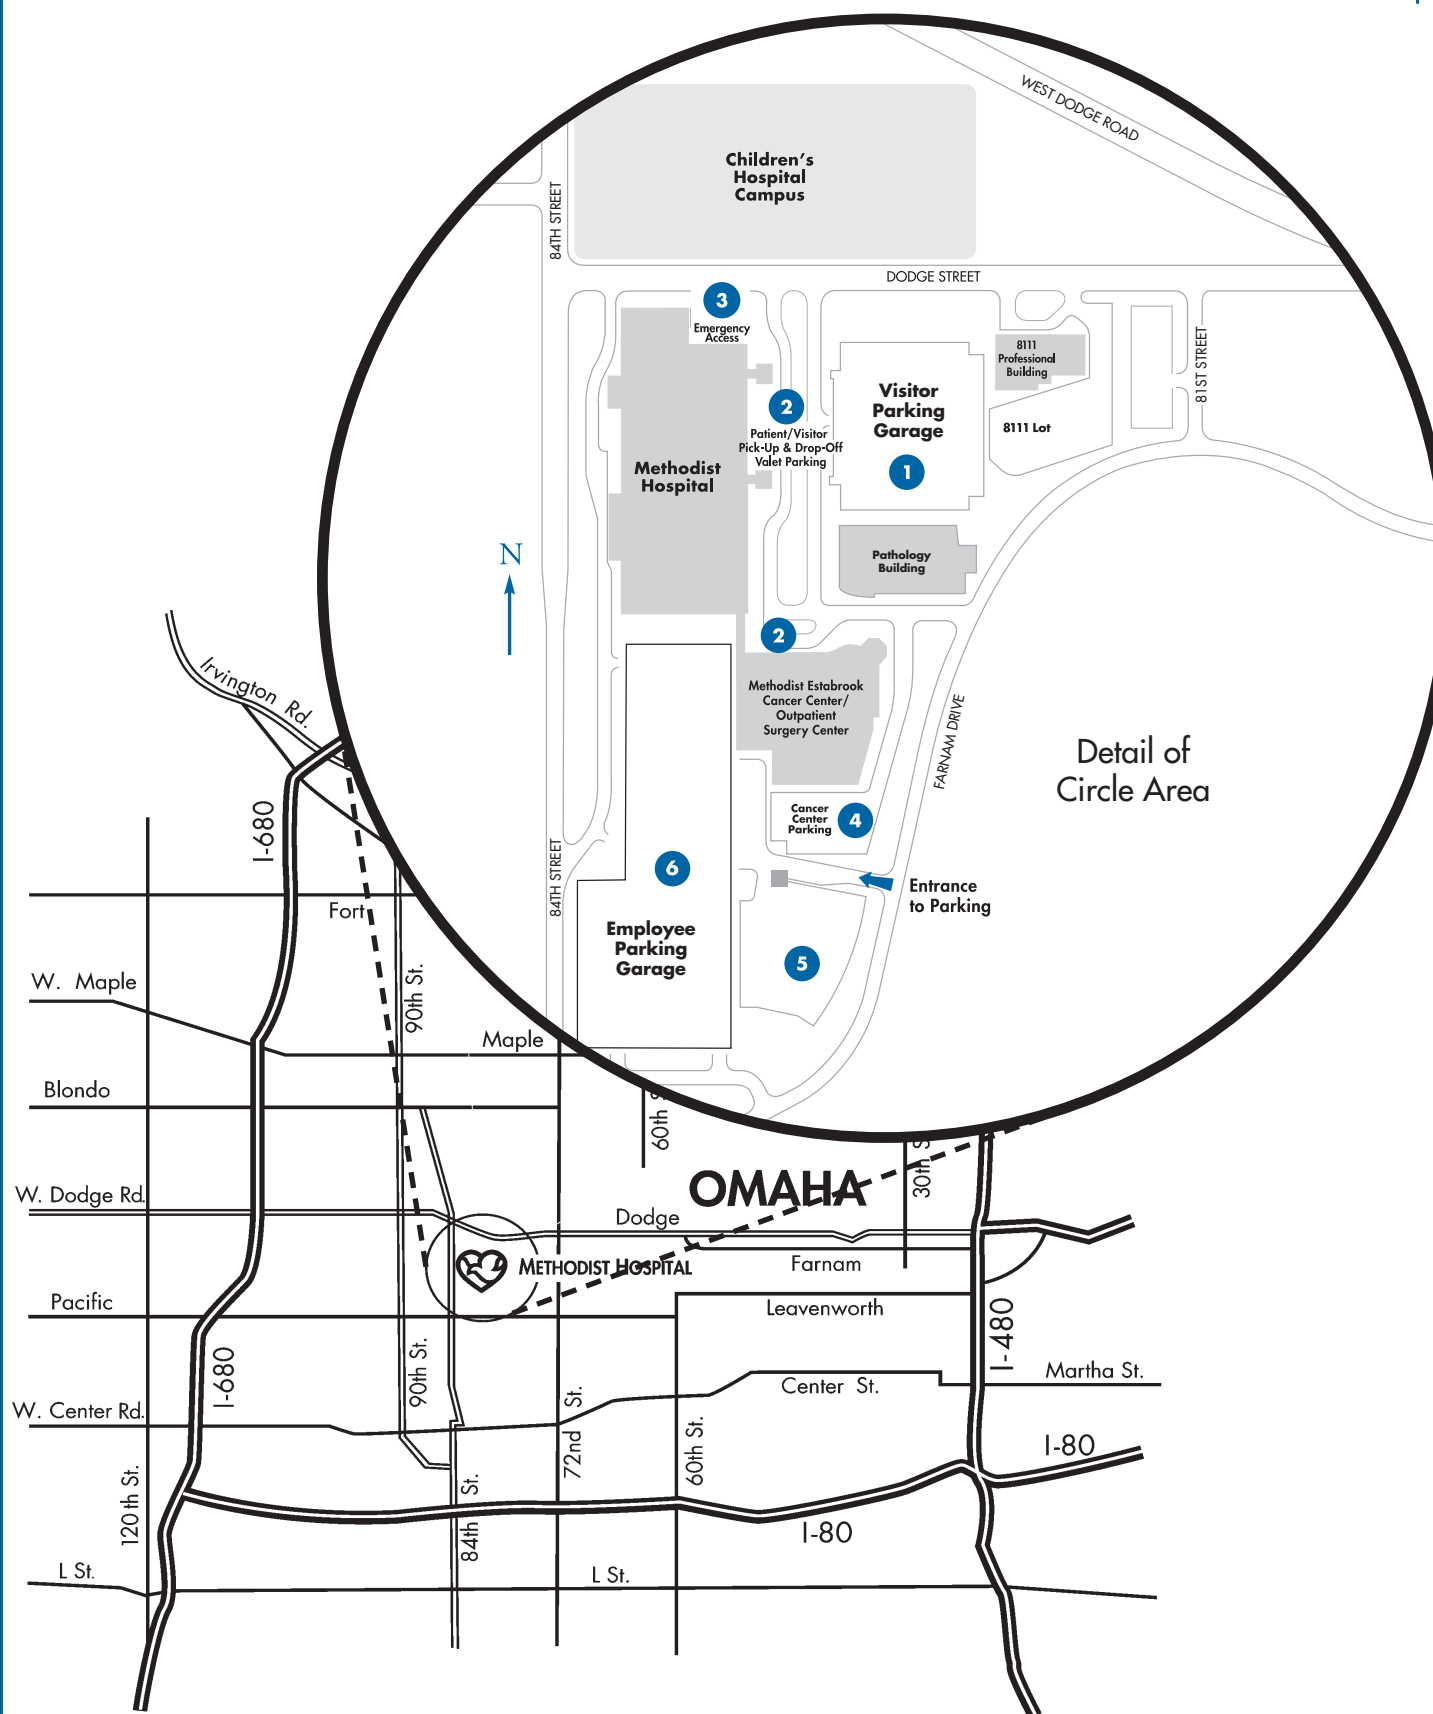 WEST DODGE ROAD
Children's
Hospital
Campus
84TH STREET
DODGE STREET
3
Emergency
Access
8111
Professional
Building
81ST STREET
Visitor
Parking
Garage
1
2
Patient/Visitor
Pick-Up & Drop-Off
Valet Parking
8111 Lot
Methodist
Hospital
N
Pathology
Building
2
Methodist Estabrook
Cancer Center/
Outpatient
Surgery Center
FARNAM DRIVE
Detail of
Circle Area
Cancer
Center
Parking
4
84TH STREET
6
Entrance
to Parking
Employee
Parking
Garage
5
Irvington Rd.
I-680
Fort
W. Maple
90th St.
Maple
Blondo
60th S
30th S
OMAHA
W. Dodge Rd.
Dodge
METHODIST HOSPITAL
Farnam
Pacific
Leavenworth
I-480
I-680
90th St.
Martha St.
Center St.
W. Center Rd.
72nd St.
60th St.
I-80
120th St.
84th St.
I-80
L St.
L St.